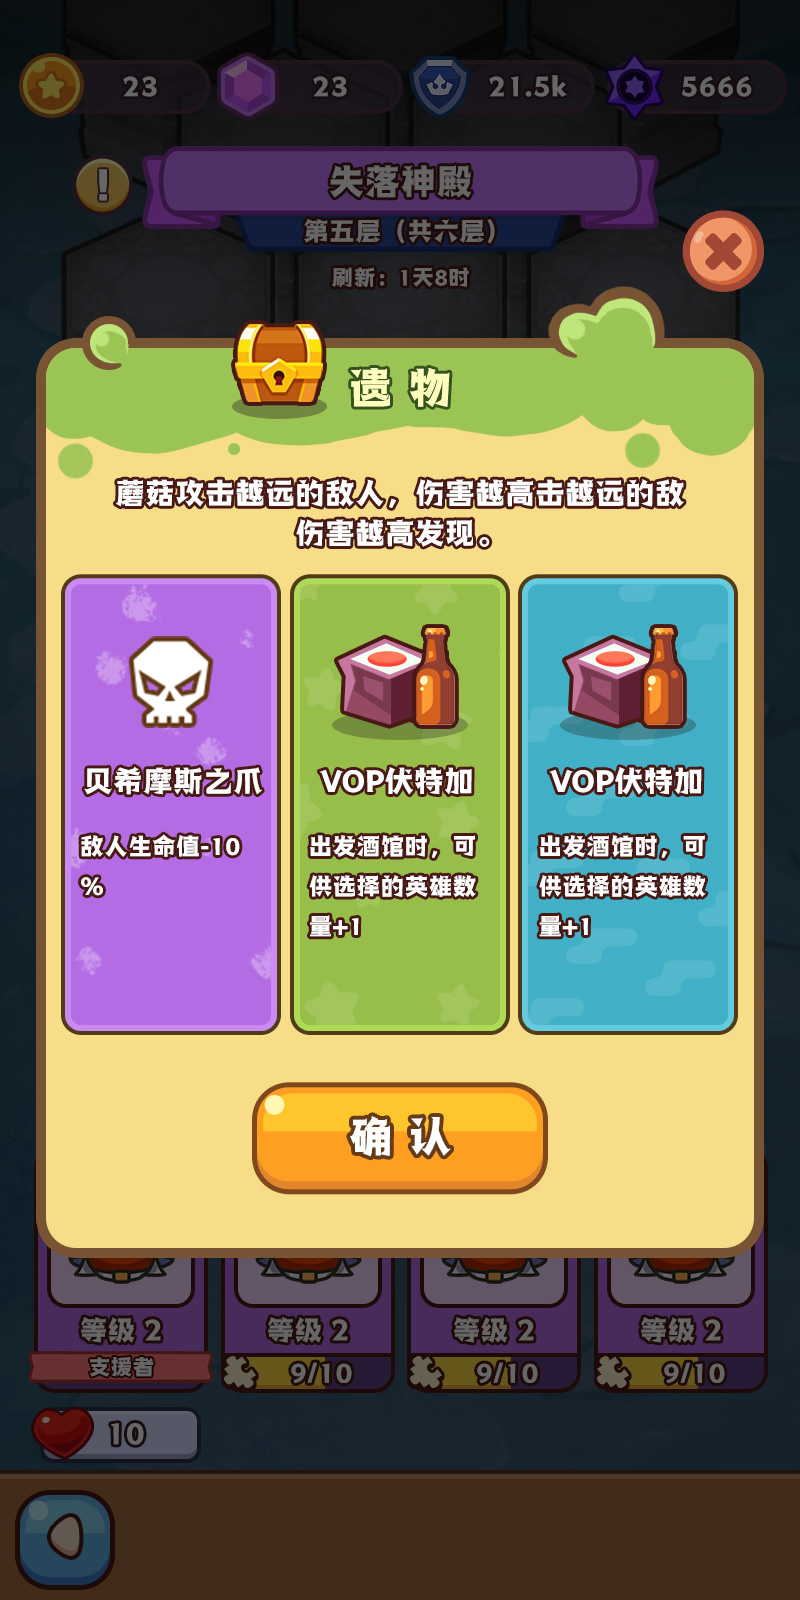 23 23 21.5k 5666
失落神殿
第五层（共六层）
刷新：1天8时
遗物
蘑菇攻击越远的敌人，伤害越高击越远的敌
伤害越高发现。
贝希摩斯之爪
敌人生命值-10
%
VOP伏特加
出发酒馆时，可
供选择的英雄数
量+1
VOP伏特加
出发酒馆时，可
供选择的英雄数
量+1
确认
等级 2 等级 2 等级 2 等级 2
支援者 9/10 9/10 9/10
10